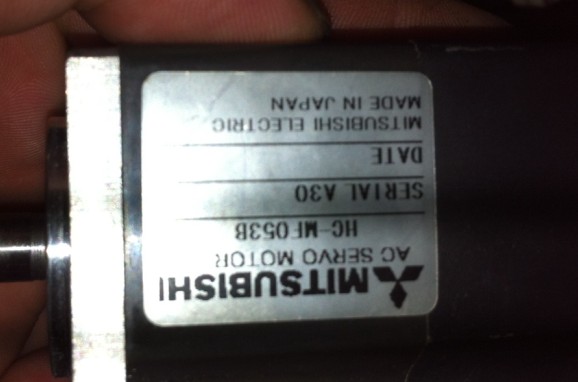 MITSUBISHI
AC SERVO MOTOR
HC-MF053B
SERIAL A30
DATE
MITSUBISHI ELECTRIC
MADE IN JAPAN